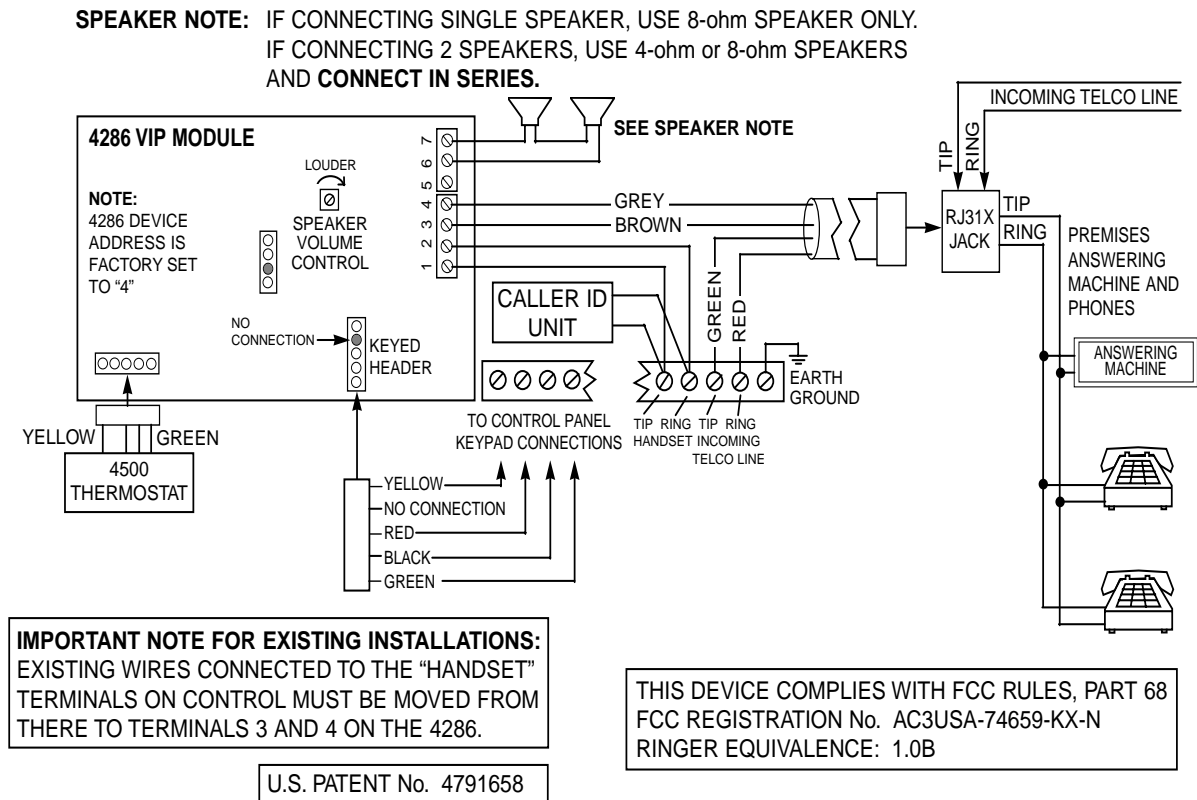 SPEAKER NOTE: IF CONNECTING SINGLE SPEAKER, USE 8-ohm SPEAKER ONLY.
IF CONNECTING 2 SPEAKERS, USE 4-ohm or 8-ohm SPEAKERS
AND CONNECT IN SERIES.
INCOMING TELCO LINE
TIP
RING
4286 VIP MODULE
SEE SPEAKER NOTE
LOUDER
SPEAKER
VOLUME
CONTROL
NOTE:
4286 DEVICE
ADDRESS IS
FACTORY SET
TO “4”
7
6
5
4
3
2
1
GREY
BROWN
GREEN
RED
RJ31X
JACK
TIP
RING
PREMISES
ANSWERING
MACHINE AND
PHONES
ANSWERING
MACHINE
CALLER ID
UNIT
NO
CONNECTION
KEYED
HEADER
EARTH
GROUND
TO CONTROL PANEL
KEYPAD CONNECTIONS
TIP RING
HANDSET
TIP RING
INCOMING
TELCO LINE
YELLOW
GREEN
4500
THERMOSTAT
YELLOW
NO CONNECTION
RED
BLACK
GREEN
IMPORTANT NOTE FOR EXISTING INSTALLATIONS:
EXISTING WIRES CONNECTED TO THE “HANDSET”
TERMINALS ON CONTROL MUST BE MOVED FROM
THERE TO TERMINALS 3 AND 4 ON THE 4286.
THIS DEVICE COMPLIES WITH FCC RULES, PART 68
FCC REGISTRATION No. AC3USA-74659-KX-N
RINGER EQUIVALENCE: 1.0B
U.S. PATENT No. 4791658